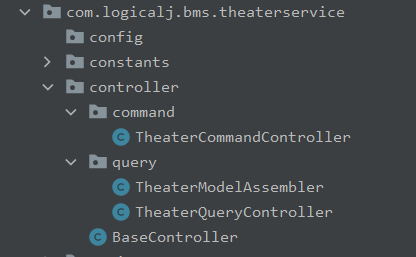 com.logicalj.bms.theaterservice
config
constants
controller
command
TheaterCommandController
query
TheaterModelAssembler
TheaterQueryController
BaseController